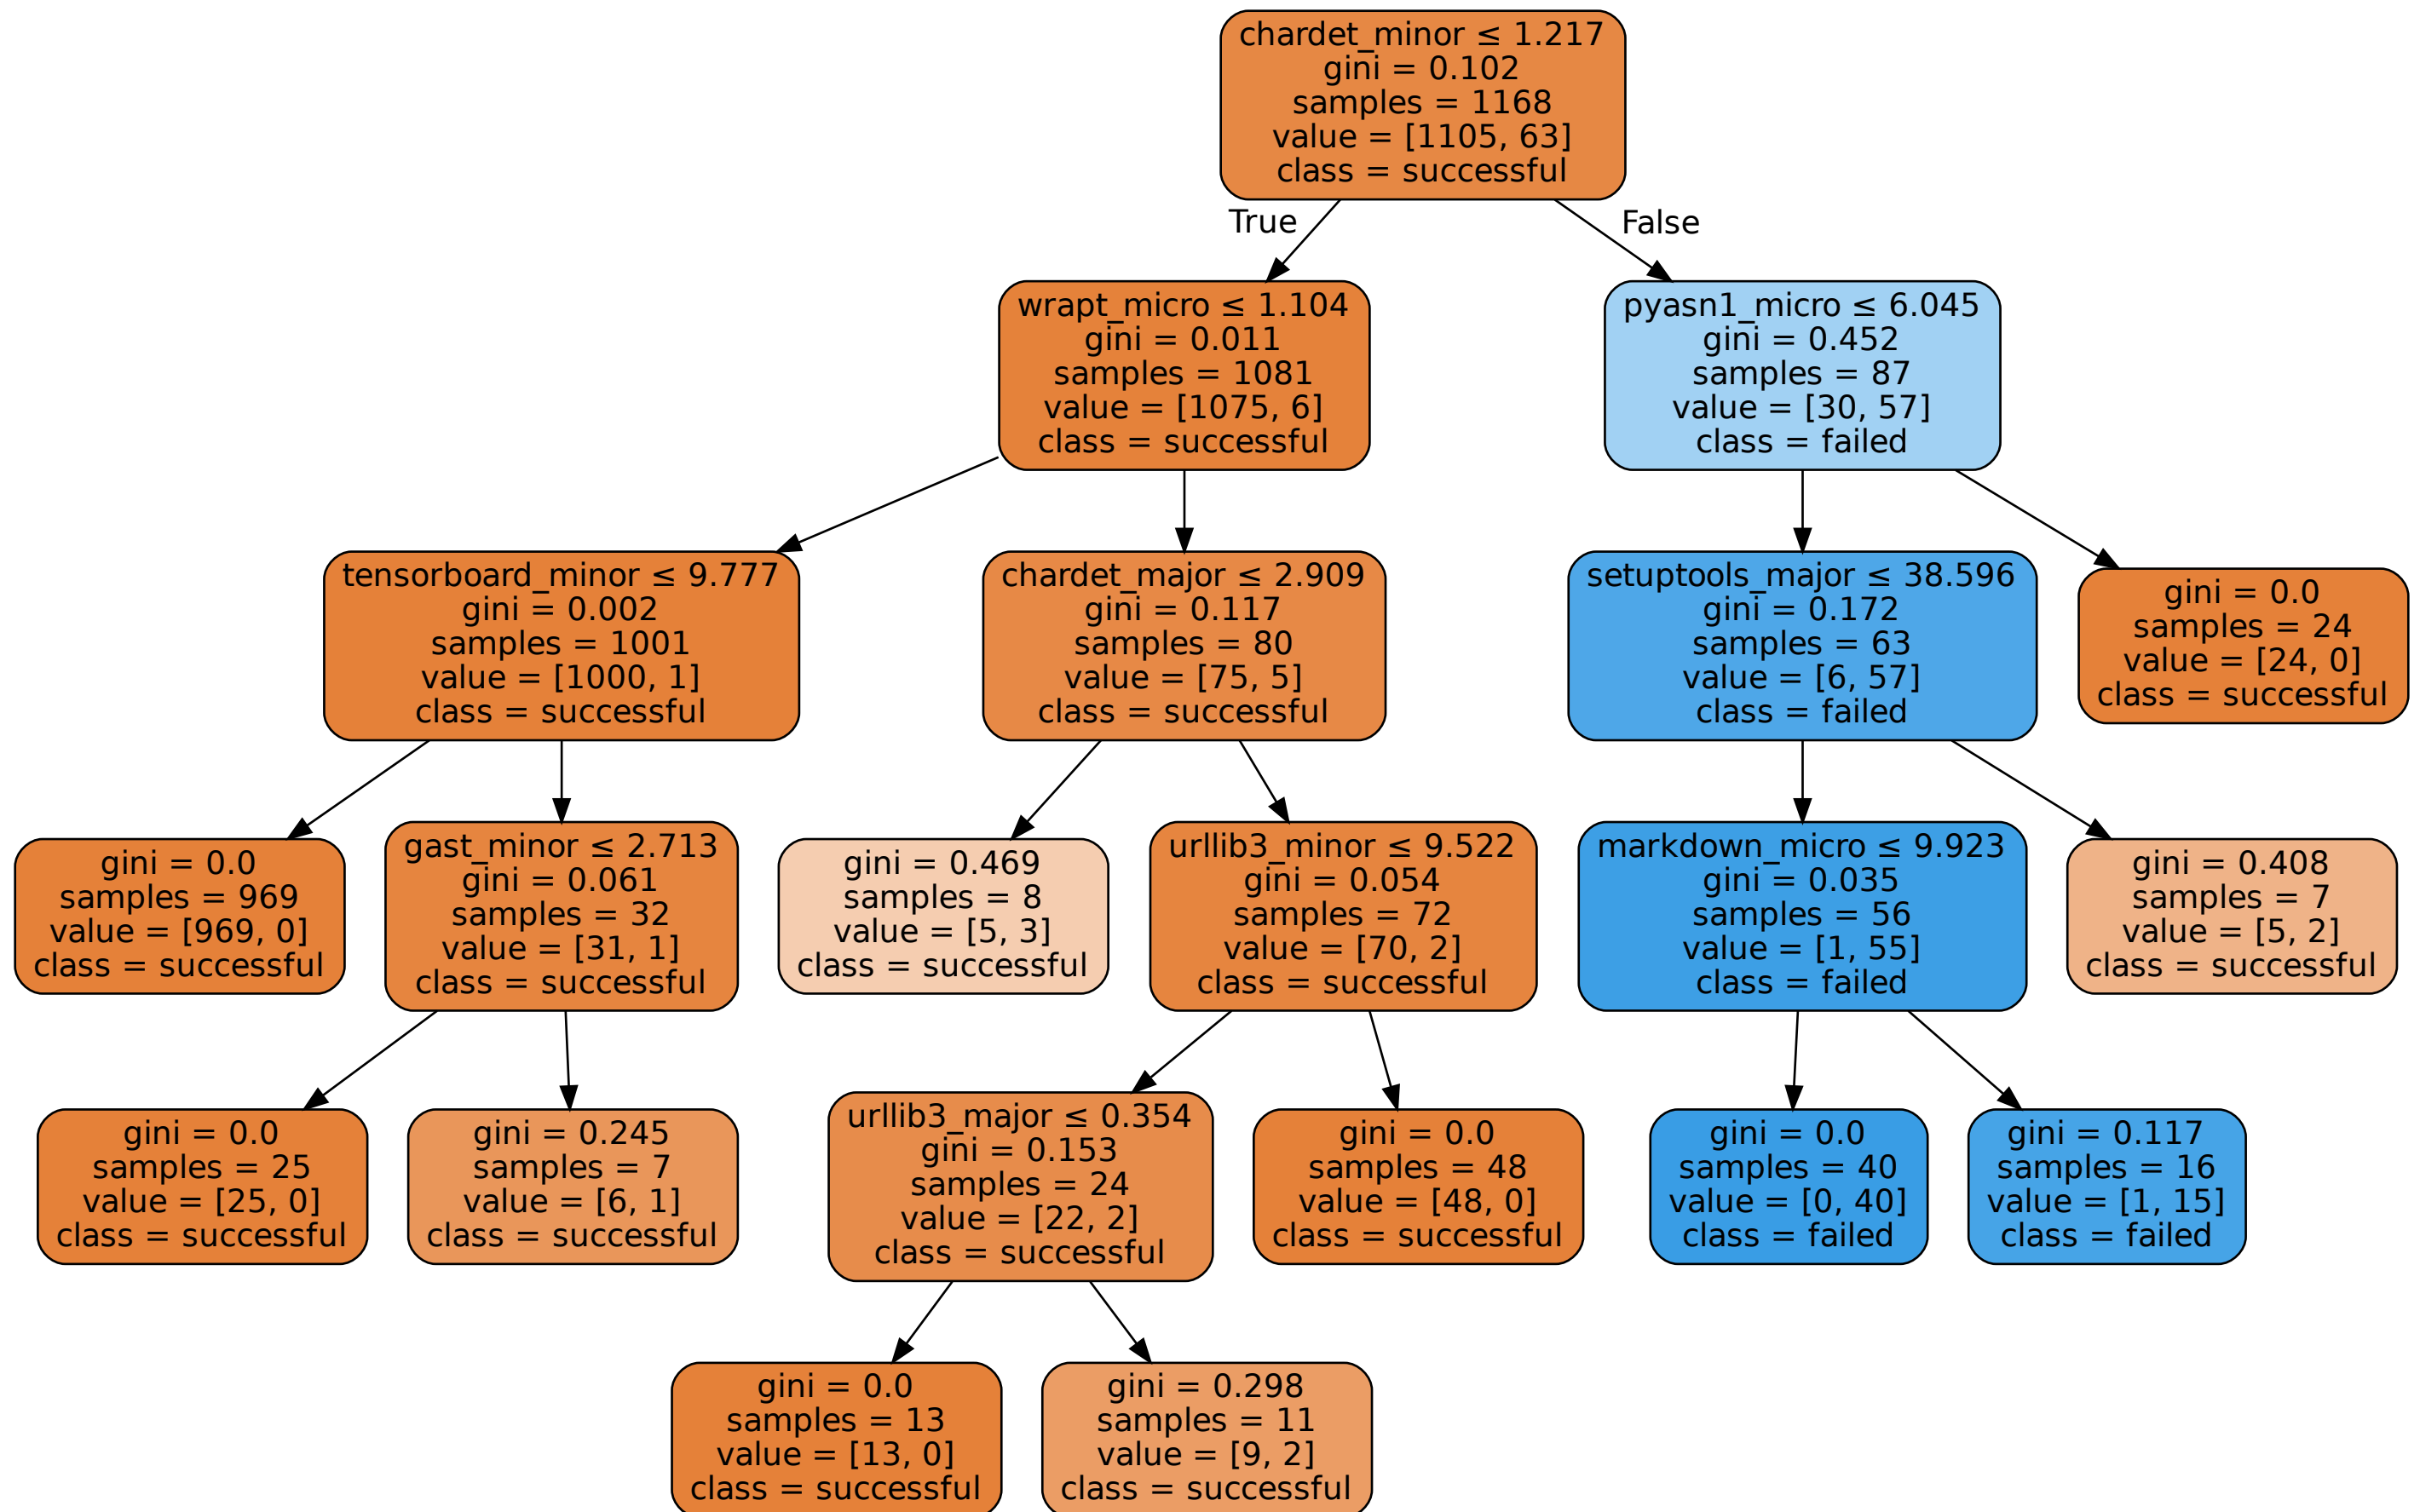 chardet_minor ≤ 1.217
gini = 0.102
samples = 1168
value = [1105, 63]
class = successful
True
False
wrapt_micro ≤ 1.104
gini = 0.011
samples = 1081
value = [1075, 6]
class = successful
pyasn1_micro ≤ 6.045
gini = 0.452
samples = 87
value = [30, 57]
class = failed
tensorboard_minor ≤ 9.777
gini = 0.002
samples = 1001
value = [1000, 1]
class = successful
chardet_major ≤ 2.909
gini = 0.117
samples = 80
value = [75, 5]
class = successful
setuptools_major ≤ 38.596
gini = 0.172
samples = 63
value = [6, 57]
class = failed
gini = 0.0
samples = 24
value = [24, 0]
class = successful
gini = 0.0
samples = 969
value = [969, 0]
class = successful
gast_minor ≤ 2.713
gini = 0.061
samples = 32
value = [31, 1]
class = successful
gini = 0.469
samples = 8
value = [5, 3]
class = successful
urllib3_minor ≤ 9.522
gini = 0.054
samples = 72
value = [70, 2]
class = successful
markdown_micro ≤ 9.923
gini = 0.035
samples = 56
value = [1, 55]
class = failed
gini = 0.408
samples = 7
value = [5, 2]
class = successful
gini = 0.0
samples = 25
value = [25, 0]
class = successful
gini = 0.245
samples = 7
value = [6, 1]
class = successful
urllib3_major ≤ 0.354
gini = 0.153
samples = 24
value = [22, 2]
class = successful
gini = 0.0
samples = 48
value = [48, 0]
class = successful
gini = 0.0
samples = 40
value = [0, 40]
class = failed
gini = 0.117
samples = 16
value = [1, 15]
class = failed
gini = 0.0
samples = 13
value = [13, 0]
class = successful
gini = 0.298
samples = 11
value = [9, 2]
class = successful